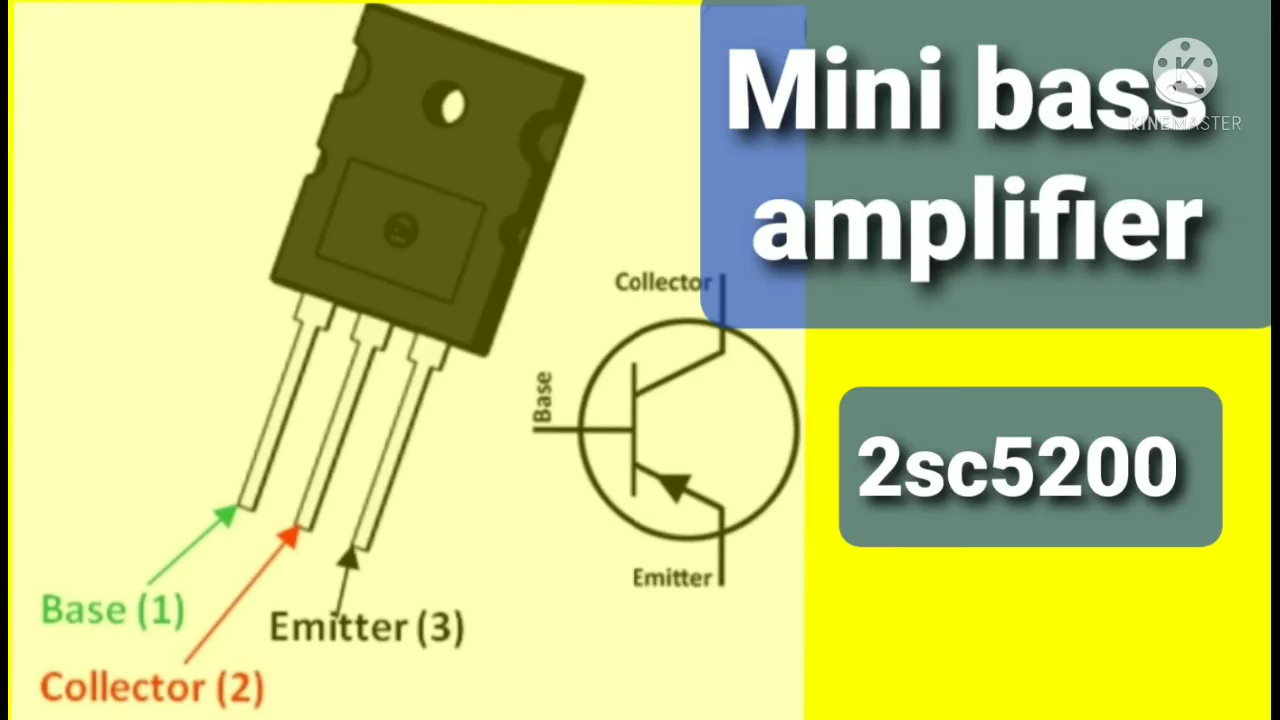 Mini bass
amplifier
K
KINEMASTER
Collector
Base
2sc5200
Emitter
Base (1)
Emitter (3)
Collector (2)